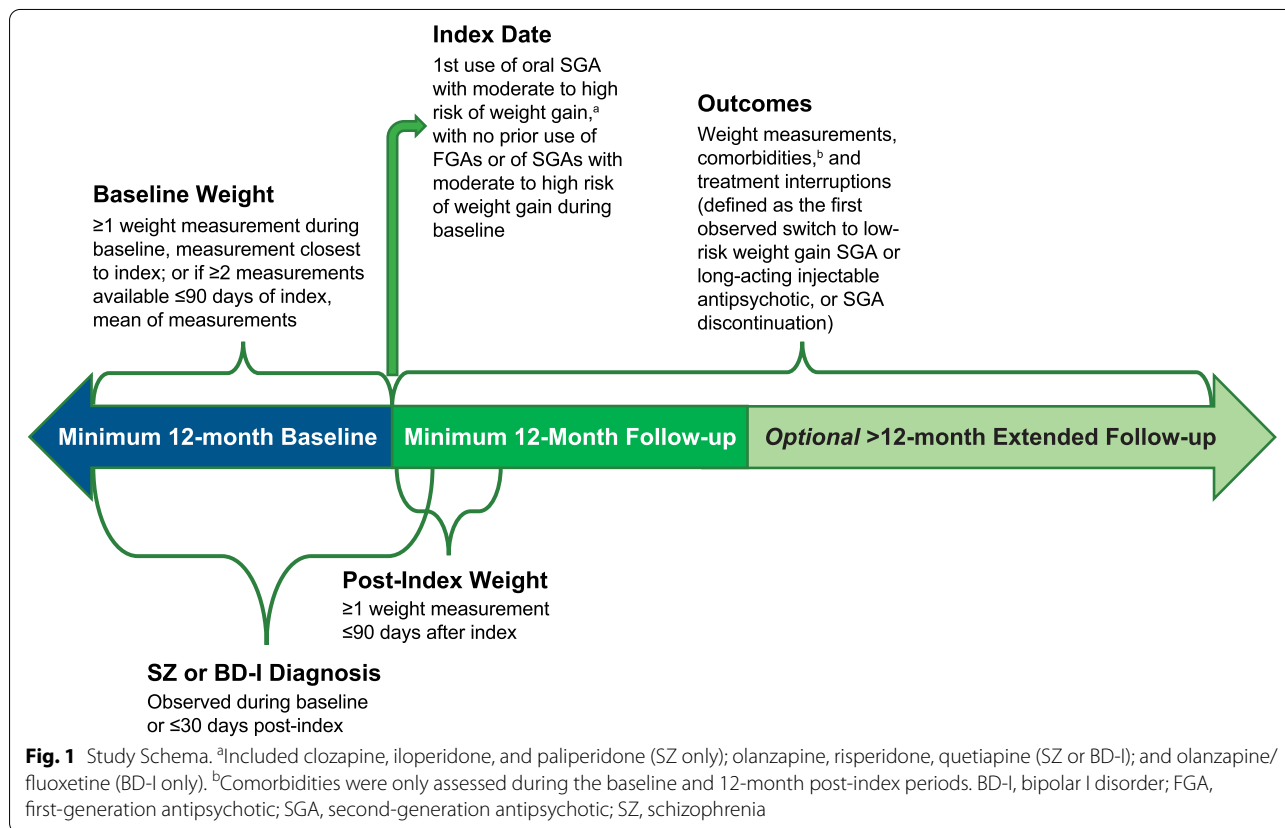 Index Date
1st use of oral SGA
with moderate to high
risk of weight gain,ᵃ
with no prior use of
FGAs or of SGAs with
moderate to high risk
of weight gain during
baseline
Outcomes
Weight measurements,
comorbidities,ᵇ and
treatment interruptions
(defined as the first
observed switch to low-
risk weight gain SGA or
long-acting injectable
antipsychotic, or SGA
discontinuation)
Baseline Weight
≥1 weight measurement during
baseline, measurement closest
to index; or if ≥2 measurements
available ≤90 days of index,
mean of measurements
Minimum 12-month Baseline
Minimum 12-Month Follow-up
Optional >12-month Extended Follow-up
Post-Index Weight
≥1 weight measurement
≤90 days after index
SZ or BD-I Diagnosis
Observed during baseline
or ≤30 days post-index
Fig. 1 Study Schema. ᵃIncluded clozapine, iloperidone, and paliperidone (SZ only); olanzapine, risperidone, quetiapine (SZ or BD-I); and olanzapine/
fluoxetine (BD-I only). ᵇComorbidities were only assessed during the baseline and 12-month post-index periods. BD-I, bipolar I disorder; FGA,
first-generation antipsychotic; SGA, second-generation antipsychotic; SZ, schizophrenia